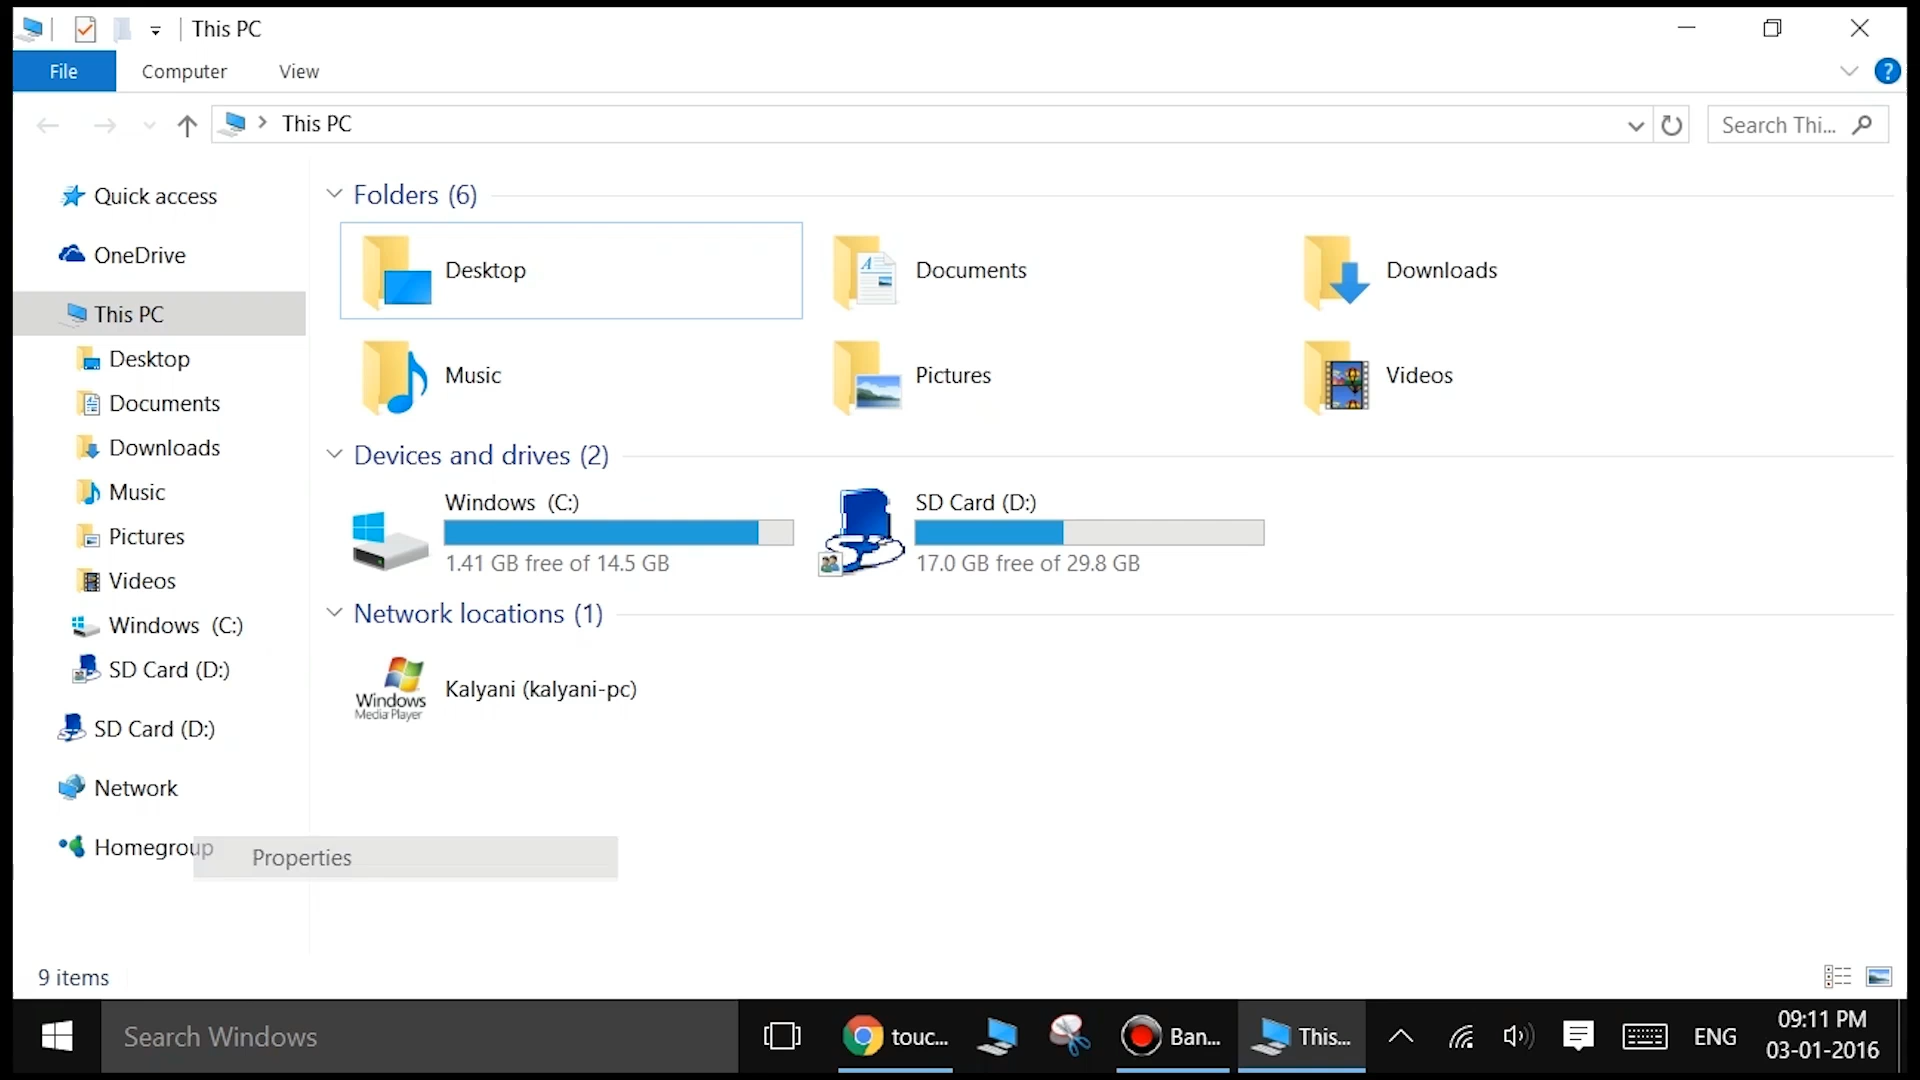 This PC
File
Computer
View
?
This PC
Search Thi...
Quick access
OneDrive
This PC
Desktop
Documents
Downloads
Music
Pictures
Videos
Windows (C:)
SD Card (D:)
SD Card (D:)
Network
Homegroup
Properties
Folders (6)
Desktop
Documents
Downloads
Music
Pictures
Videos
Devices and drives (2)
Windows (C:)
1.41 GB free of 14.5 GB
SD Card (D:)
17.0 GB free of 29.8 GB
Network locations (1)
Windows
Media Player
Kalyani (kalyani-pc)
9 items
Search Windows
touc...
Ban...
This...
ENG
09:11 PM
03-01-2016